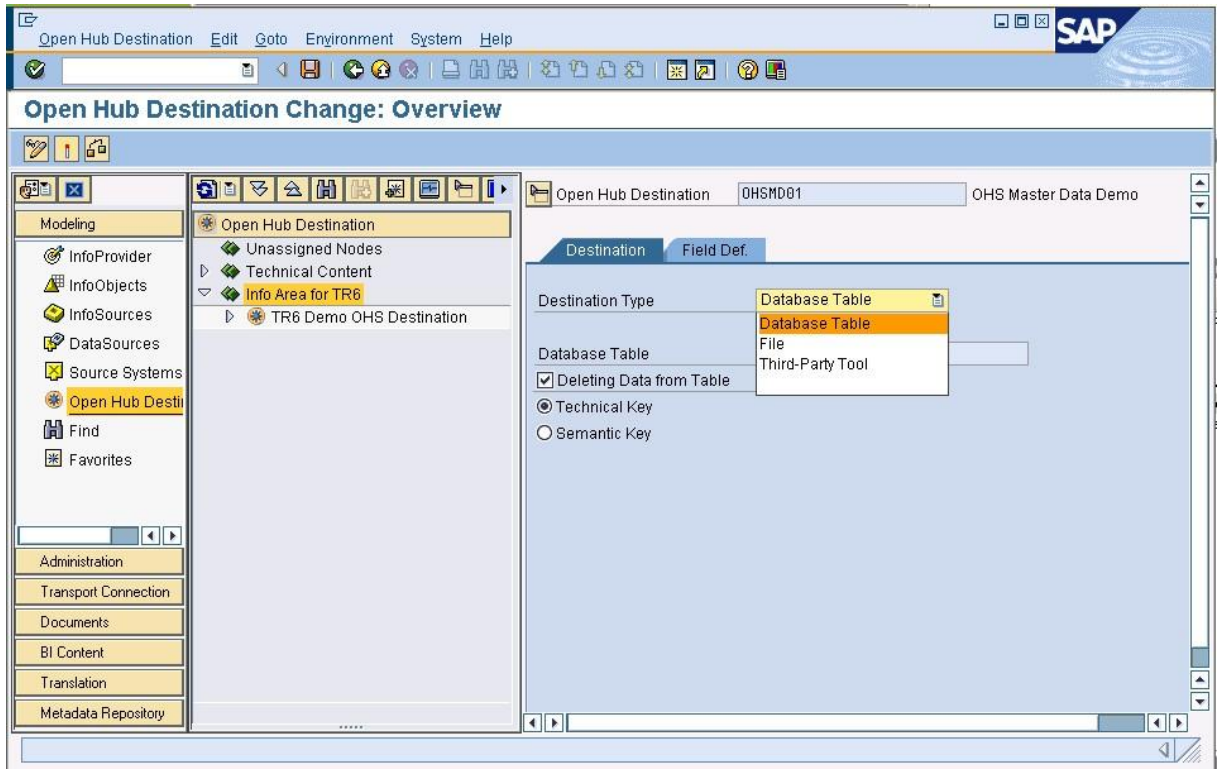 Open Hub Destination Edit Goto Environment System Help
SAP
Open Hub Destination Change: Overview
Modeling
InfoProvider
InfoObjects
InfoSources
DataSources
Source Systems
Open Hub Desti
Find
Favorites
Administration
Transport Connection
Documents
BI Content
Translation
Metadata Repository
Open Hub Destination
Unassigned Nodes
Technical Content
Info Area for TR6
TR6 Demo OHS Destination
Open Hub Destination OHSMD01 OHS Master Data Demo
Destination Field Def.
Destination Type Database Table
Database Table
File
Third-Party Tool
Database Table
Deleting Data from Table
Technical Key
Semantic Key